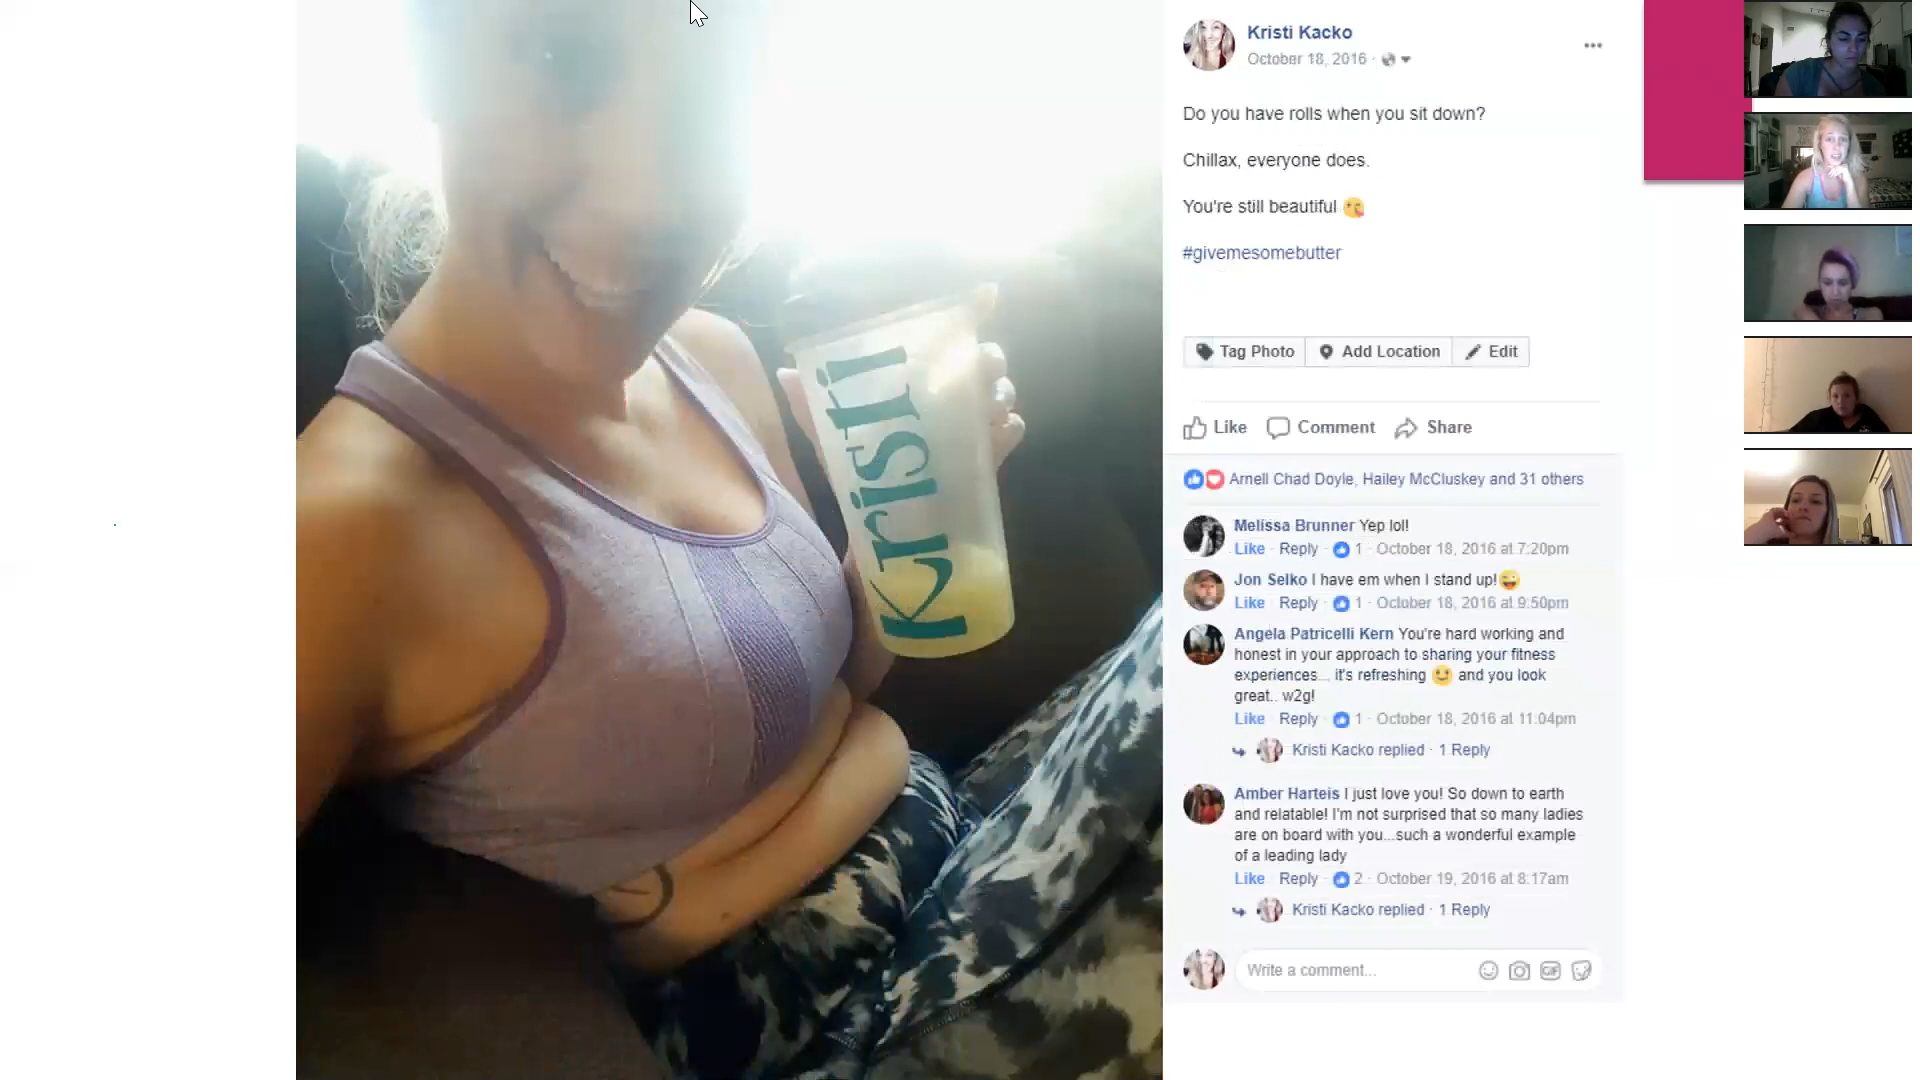 Kristi
Kristi Kacko
October 18, 2016 ·
Do you have rolls when you sit down?
Chillax, everyone does.
You're still beautiful 😋
#givemesomebutter
Tag Photo Add Location Edit
Like Comment Share
Arnell Chad Doyle, Hailey McCluskey and 31 others
Melissa Brunner Yep lol!
Like · Reply · 1 · October 18, 2016 at 7:20pm
Jon Selko I have em when I stand up!😜
Like · Reply · 1 · October 18, 2016 at 9:50pm
Angela Patricelli Kern You're hard working and
honest in your approach to sharing your fitness
experiences... it's refreshing 😃 and you look
great.. w2g!
Like · Reply · 1 · October 18, 2016 at 11:04pm
Kristi Kacko replied · 1 Reply
Amber Harteis I just love you! So down to earth
and relatable! I'm not surprised that so many ladies
are on board with you...such a wonderful example
of a leading lady
Like · Reply · 2 · October 19, 2016 at 8:17am
Kristi Kacko replied · 1 Reply
Write a comment...
GIF